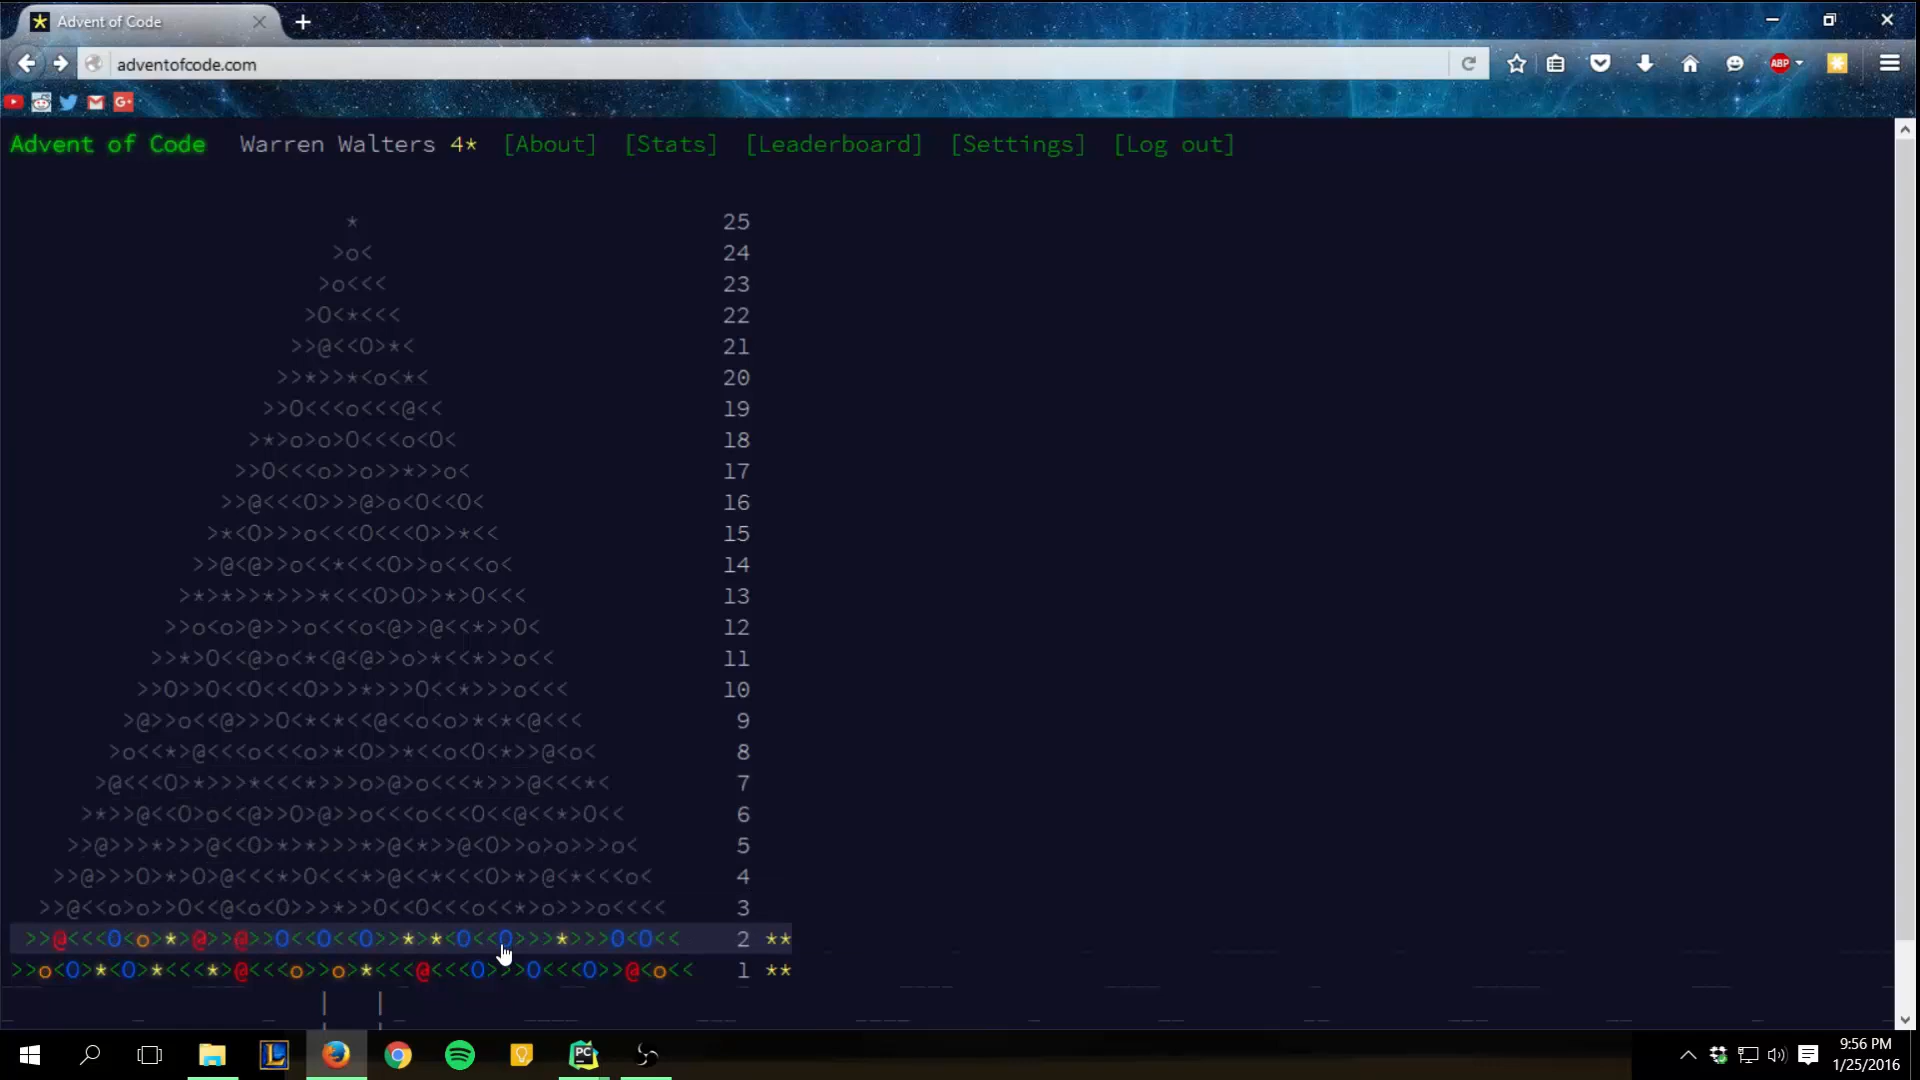 Advent of Code
adventofcode.com
ABP
Advent of Code Warren Walters 4* [About] [Stats] [Leaderboard] [Settings] [Log out]
* 25
>o< 24
>o<<< 23
>O<*<<< 22
>>@<<O>*< 21
>>*>>*<o<*< 20
>>O<<<o<<<@<< 19
>*>o>o>O<<<o<O< 18
>>O<<<o>>o>>*>>o< 17
>>@<<<O>>>@>o<O<<O< 16
>*<O>>>o<<<O<<<O>>*<< 15
>>@<@>>o<<*<<<O>>o<<<o< 14
>*>*>>*>>>*<<<O>O>>*>O<<< 13
>>o<o>@>>>o<<<o<@>>@<<*>>O< 12
>>*>O<<@>o<*<@<@>>o>*<<*>>o<< 11
>>O>>O<<O<<<O>>>*>>>O<<*>>>o<<< 10
>@>>o<<@>>>O<*<*<<@<<o<o>*<*<@<<< 9
>o<<*>@<<<o<<<o>*<O>>*<<o<O<*>>@<o< 8
>@<<<O>*>>>*<<<*>>>o>@>o<<<*>>>@<<<*< 7
>*>>@<<O>o<<@>>O>>@>>o<<<o<<<O<<@<<*>O<< 6
>>@>>>*>>>@<<O>*>*>>>*>@<*>>@<O>>o>o>>>o< 5
>>@>>>O>*>O>@<<<*>O<<<*>@<<*<<<O>*>@<*<<<o< 4
>>@<<o>o>>O<<@<o<O>>>*>>O<<O<<<o<<*>o>>>o<<<< 3
>>@<<<O<o>*>@>>@>>O<<O<<O>>*>*<O<<O>>>*>>>O<O<< 2 **
>>o<O>*<O>*<<<*>@<<<o>>o>*<<<@<<<O>>>O<<<O>>@<o<< 1 **
PC
9:56 PM
1/25/2016